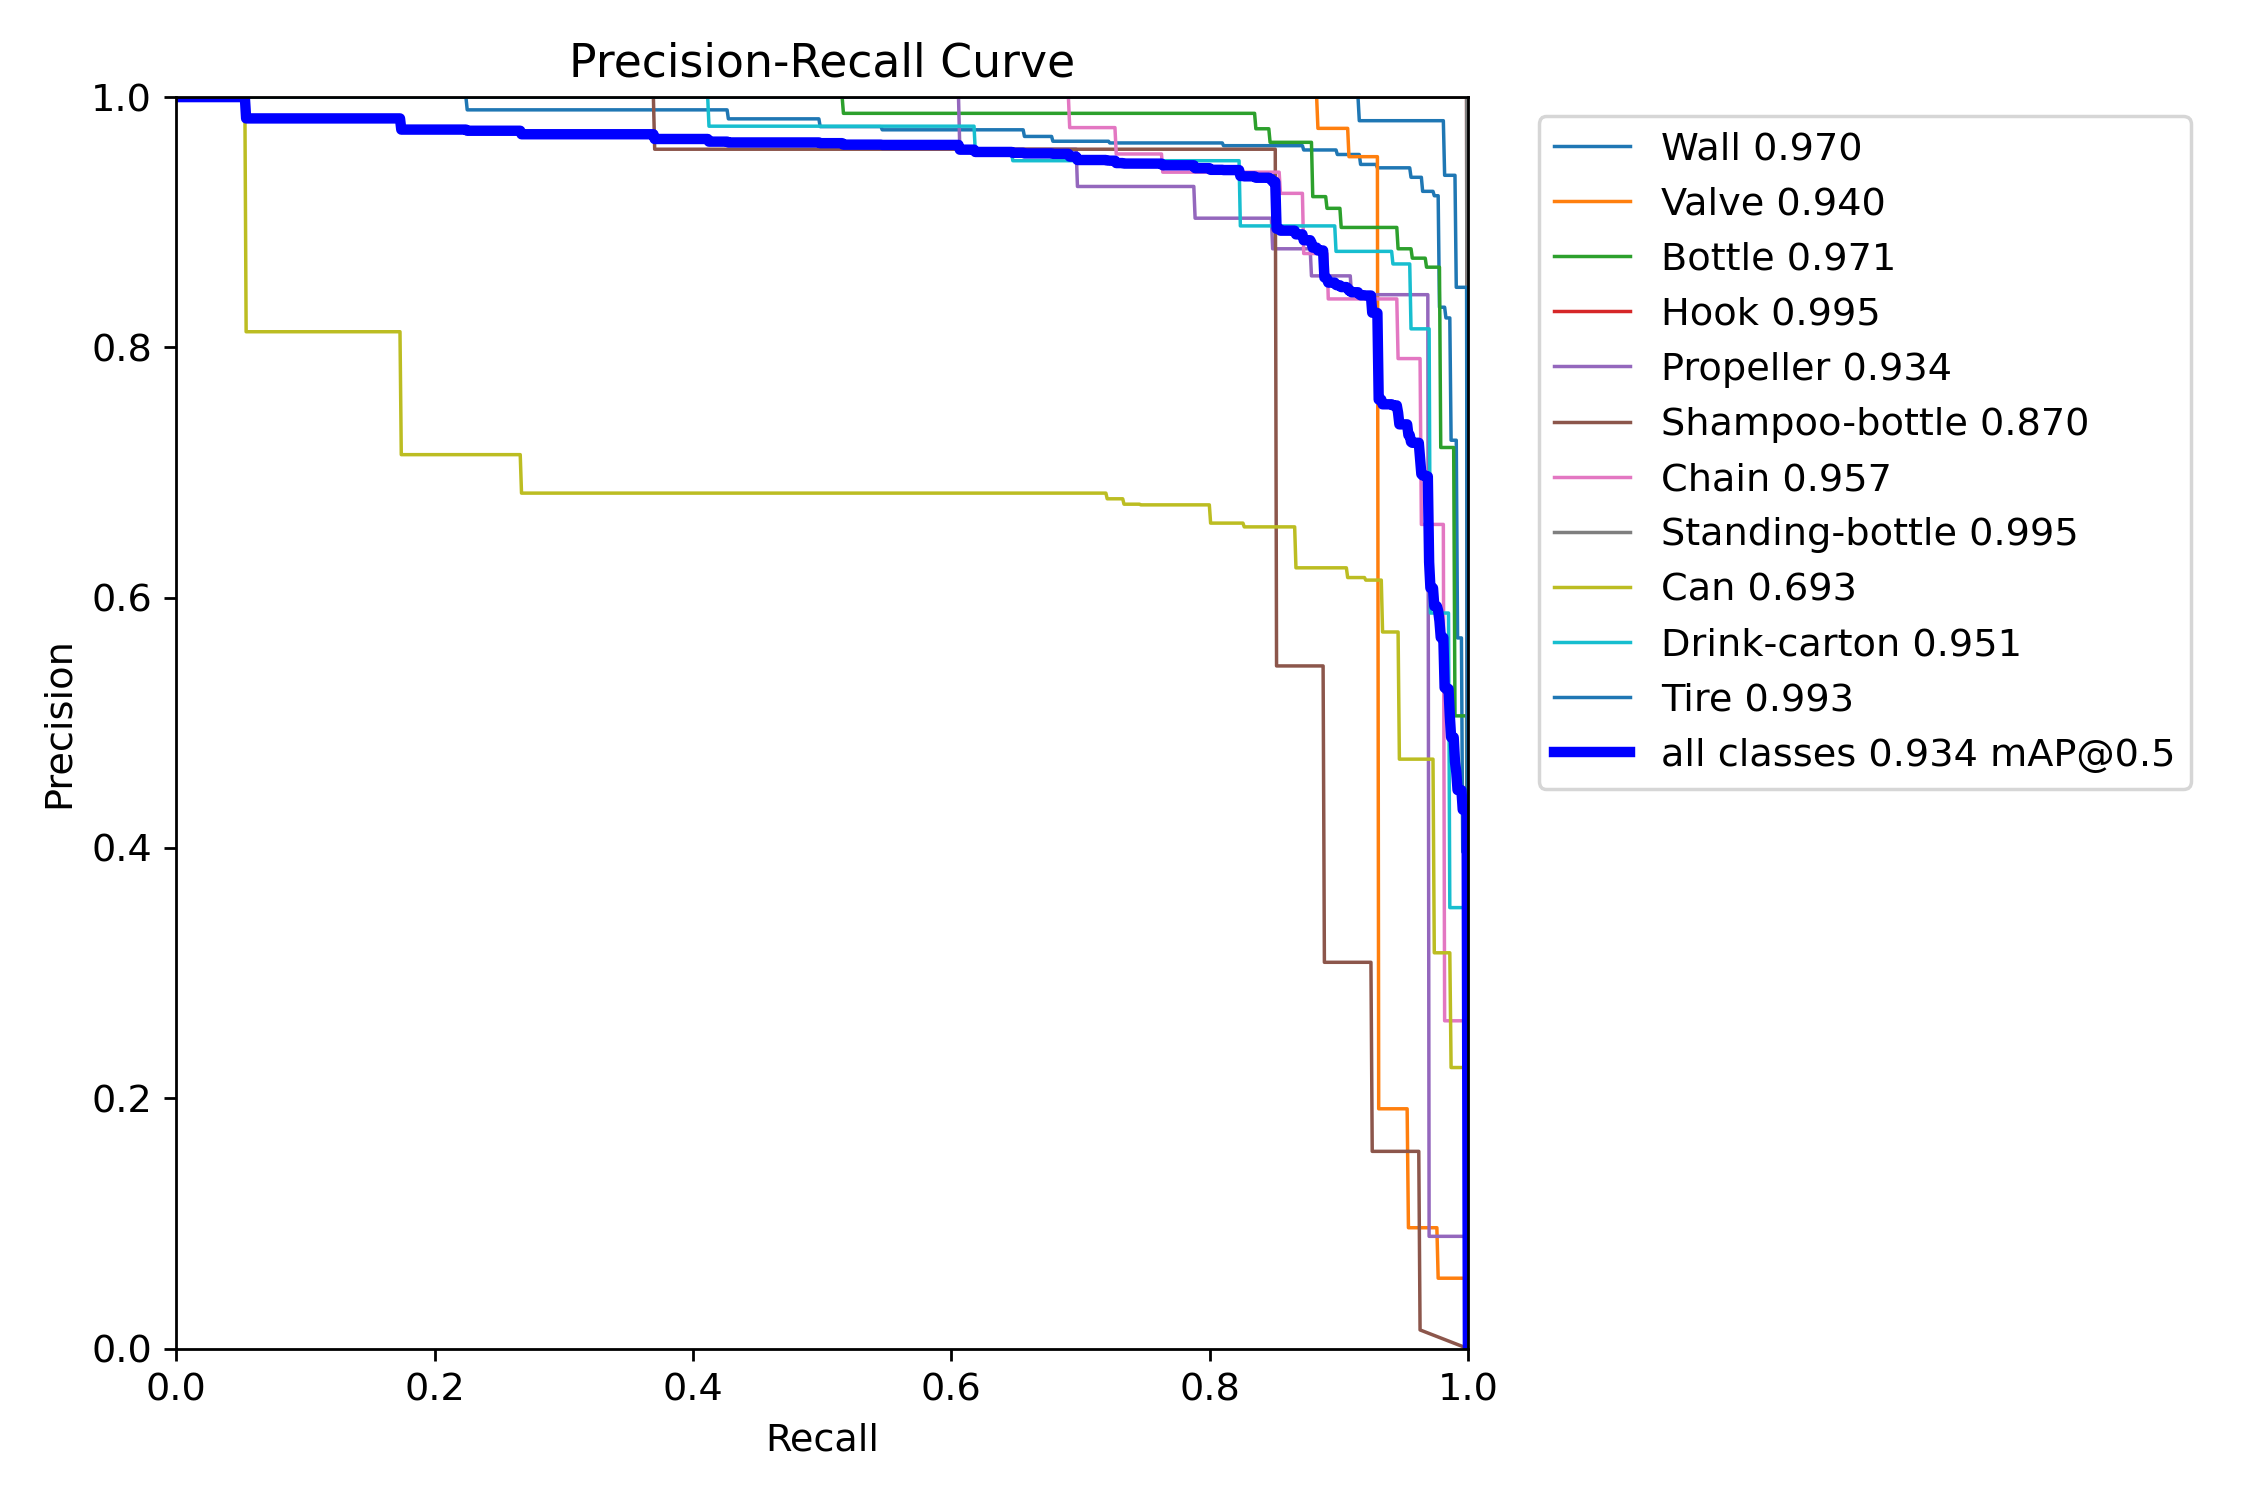 Precision-Recall Curve
1.0
0.8
0.6
0.4
0.2
0.0
Precision
0.0 0.2 0.4 0.6 0.8 1.0
Recall
Wall 0.970
Valve 0.940
Bottle 0.971
Hook 0.995
Propeller 0.934
Shampoo-bottle 0.870
Chain 0.957
Standing-bottle 0.995
Can 0.693
Drink-carton 0.951
Tire 0.993
all classes 0.934 mAP@0.5